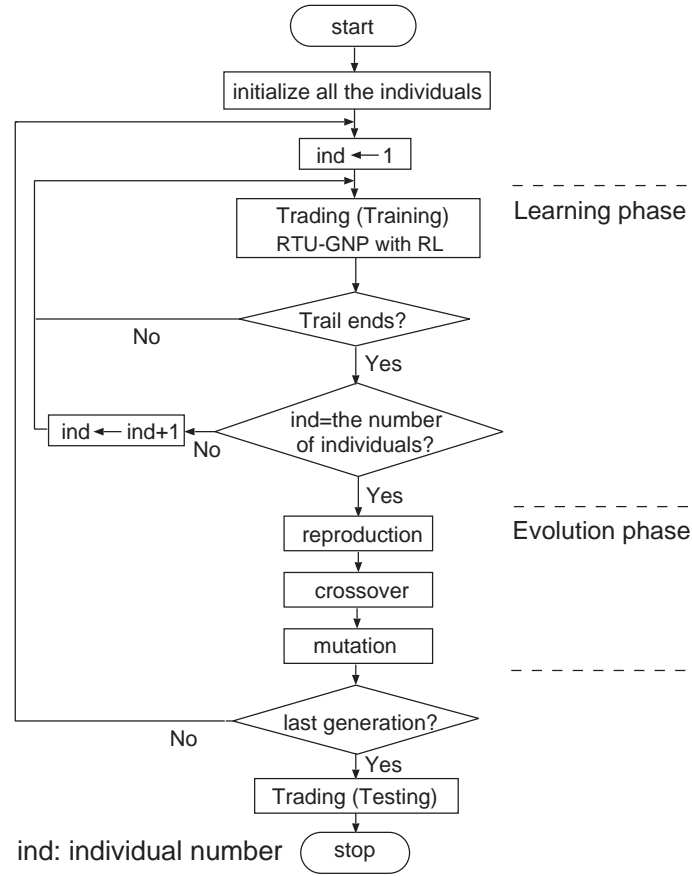 start
initialize all the individuals
ind ← 1
Learning phase
Trading (Training)
RTU-GNP with RL
Trail ends?
No
Yes
ind=the number
of individuals?
ind ← ind+1
No
Yes
Evolution phase
reproduction
crossover
mutation
last generation?
No
Yes
Trading (Testing)
ind: individual number
stop